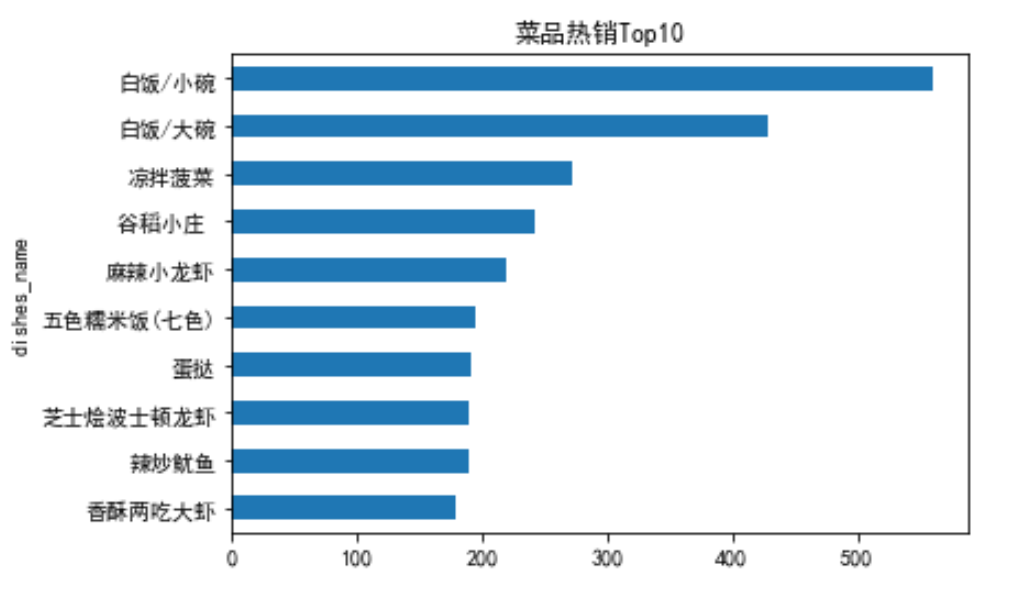 菜品热销Top10
白饭/小碗
白饭/大碗
凉拌菠菜
谷稻小庄
麻辣小龙虾
五色糯米饭(七色)
蛋挞
芝士烩波士顿龙虾
辣炒鱿鱼
香酥两吃大虾
dishes_name
0 100 200 300 400 500